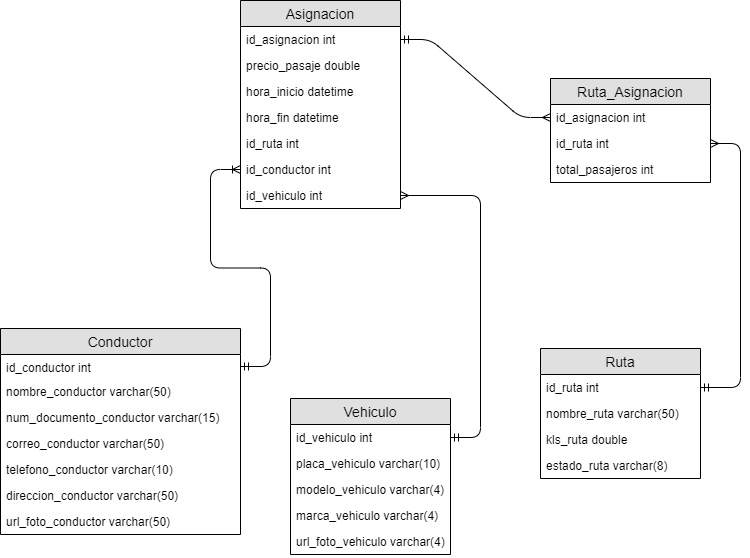 Asignacion
id_asignacion int
precio_pasaje double
hora_inicio datetime
hora_fin datetime
id_ruta int
id_conductor int
id_vehiculo int
Ruta_Asignacion
id_asignacion int
id_ruta int
total_pasajeros int
Conductor
id_conductor int
nombre_conductor varchar(50)
num_documento_conductor varchar(15)
correo_conductor varchar(50)
telefono_conductor varchar(10)
direccion_conductor varchar(50)
url_foto_conductor varchar(50)
Vehiculo
id_vehiculo int
placa_vehiculo varchar(10)
modelo_vehiculo varchar(4)
marca_vehiculo varchar(4)
url_foto_vehiculo varchar(4)
Ruta
id_ruta int
nombre_ruta varchar(50)
kls_ruta double
estado_ruta varchar(8)